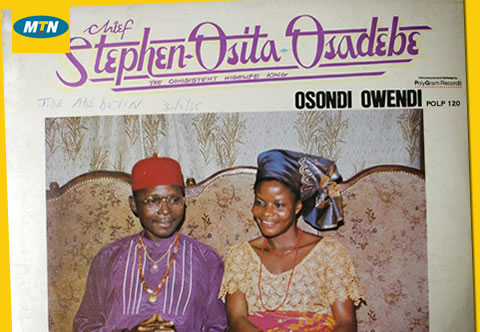 MTN
Chief
Stephen-Osita-Osadebe
THE CONSISTENT HIGHLIFE KING
PolyGram Records
OSONDI OWENDI POLP 120